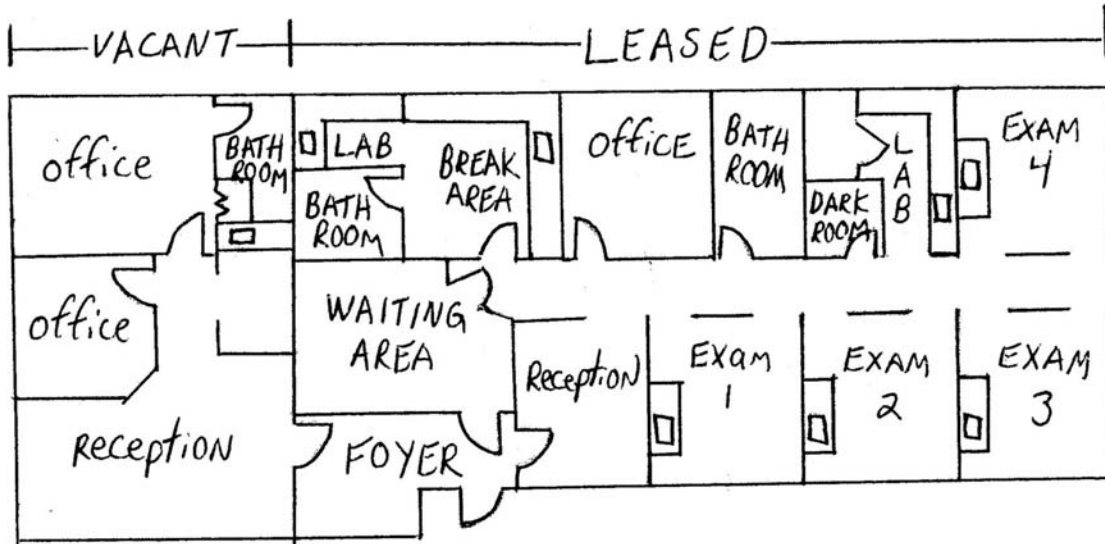 VACANT
LEASED
office
BATH
ROOM
LAB
BREAK
AREA
BATH
ROOM
office
BATH
ROOM
DARK
ROOM
LAB
EXAM
4
office
WAITING
AREA
Reception
Exam
1
EXAM
2
EXAM
3
Reception
FOYER